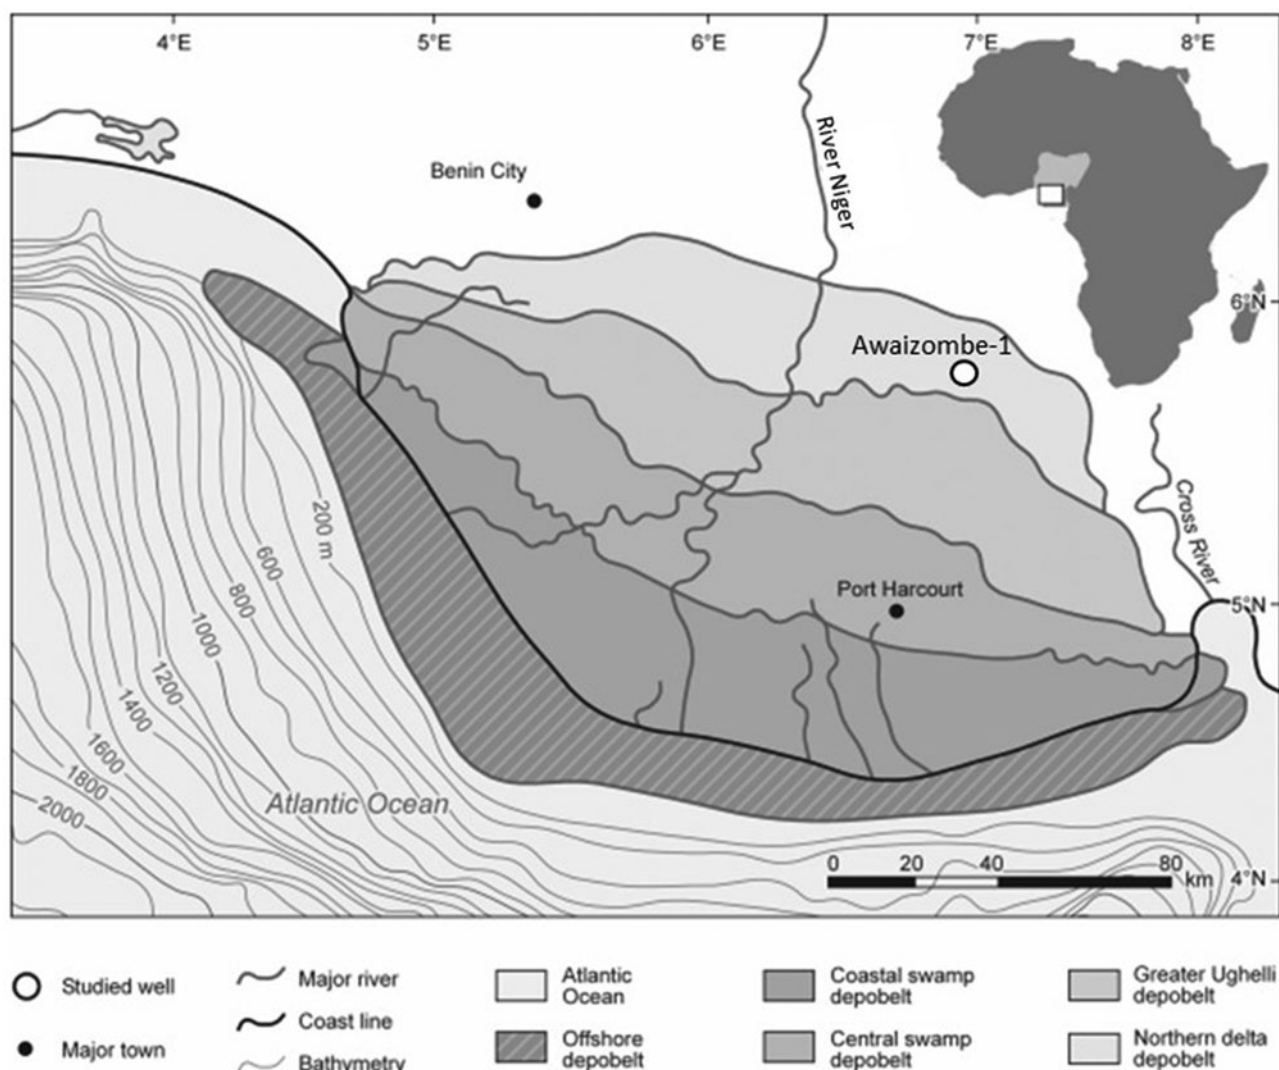 4°E
5°E
6°E
7°E
8°E
River Niger
Benin City
6°N
Awaizombe-1
Cross River
200 m
600
800
1000
1200
1400
1600
1800
2000
Port Harcourt
5°N
Atlantic Ocean
0
20
40
80
km
4°N
Studied well
Major town
Major river
Coast line
Bathymetry
Atlantic
Ocean
Offshore
depobelt
Coastal swamp
depobelt
Central swamp
depobelt
Greater Ughelli
depobelt
Northern delta
depobelt